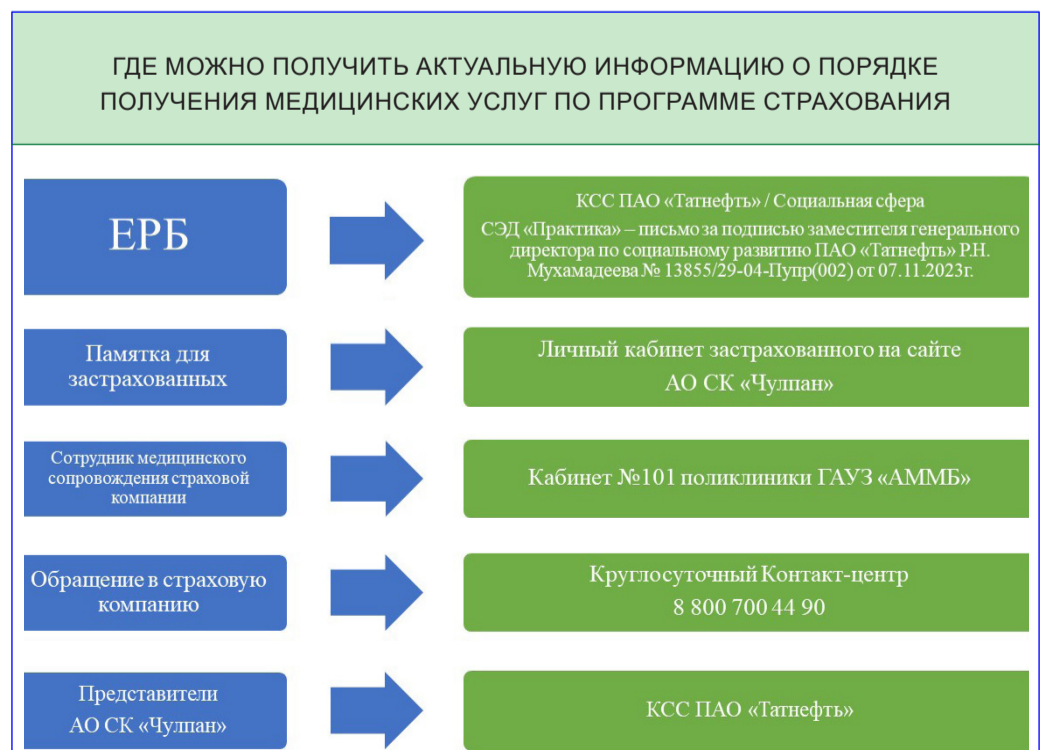 ГДЕ МОЖНО ПОЛУЧИТЬ АКТУАЛЬНУЮ ИНФОРМАЦИЮ О ПОРЯДКЕ
ПОЛУЧЕНИЯ МЕДИЦИНСКИХ УСЛУГ ПО ПРОГРАММЕ СТРАХОВАНИЯ
ЕРБ
КСС ПАО «Татнефть» / Социальная сфера
СЭД «Практика» – письмо за подписью заместителя генерального
директора по социальному развитию ПАО «Татнефть» Р.Н.
Мухамадеева № 13855/29-04-Пупр(002) от 07.11.2023г.
Памятка для
застрахованных
Личный кабинет застрахованного на сайте
АО СК «Чулпан»
Сотрудник медицинского
сопровождения страховой
компании
Кабинет №101 поликлиники ГАУЗ «АММБ»
Обращение в страховую
компанию
Круглосуточный Контакт-центр
8 800 700 44 90
Представители
АО СК «Чулпан»
КСС ПАО «Татнефть»